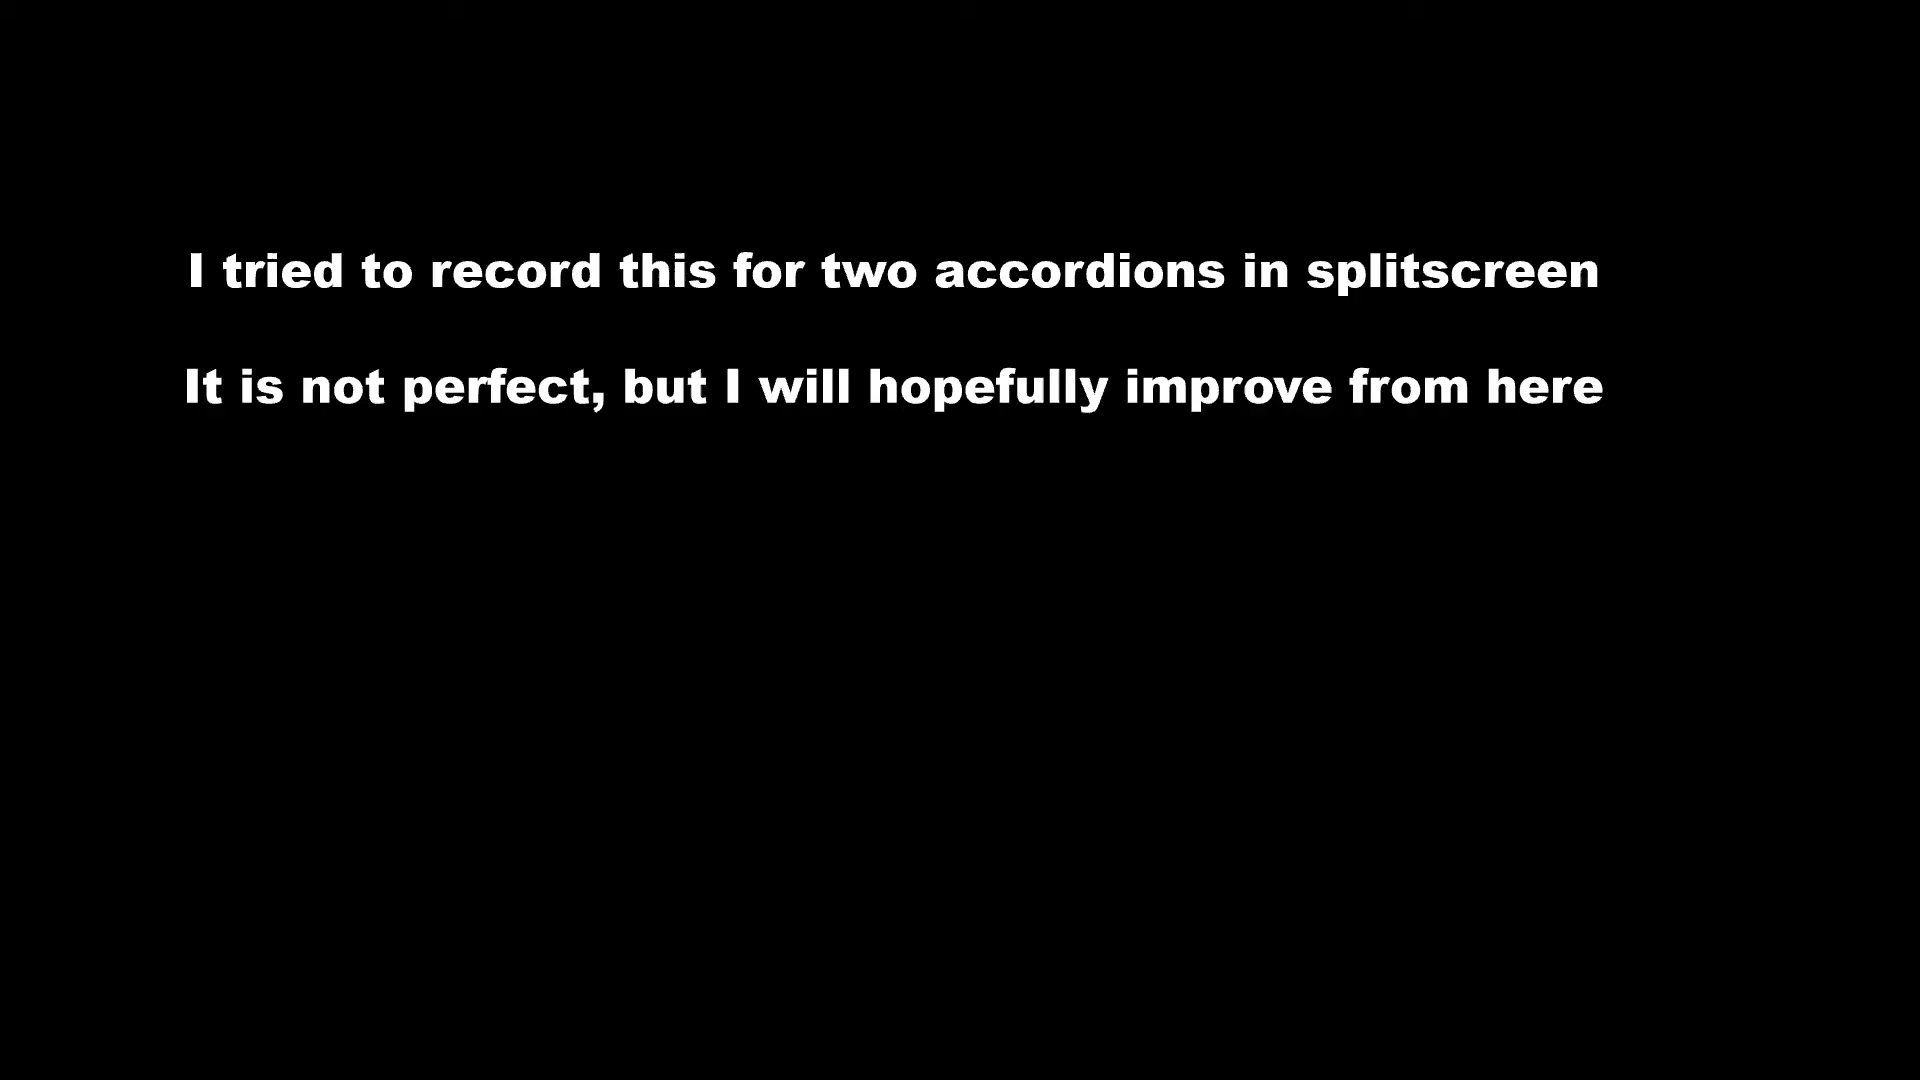 I tried to record this for two accordions in splitscreen
It is not perfect, but I will hopefully improve from here